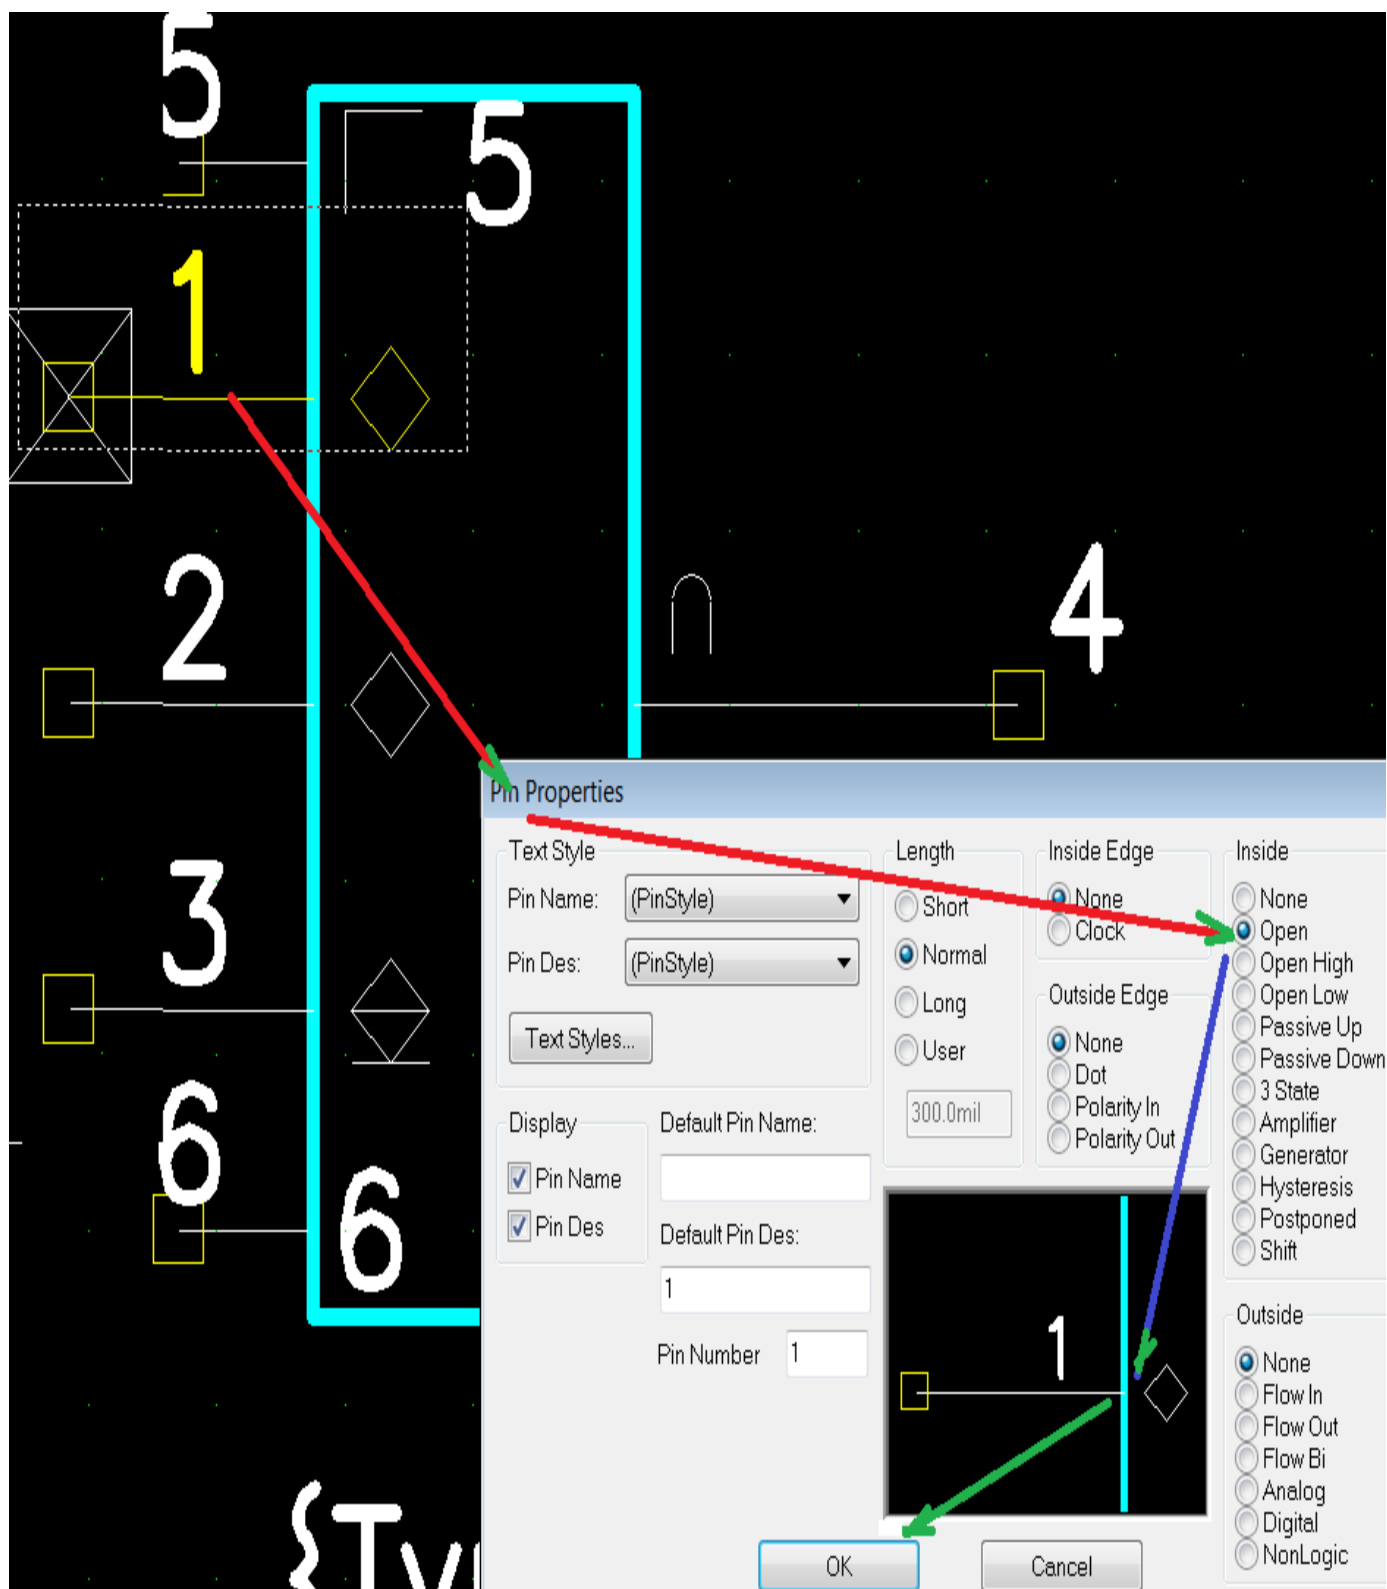 5
5
1
2
4
3
6
6
{Ty
Pin Properties
Text Style
Pin Name:
(PinStyle)
Pin Des:
(PinStyle)
Text Styles...
Length
Short
Normal
Long
User
300.0mil
Inside Edge
None
Clock
Outside Edge
None
Dot
Polarity In
Polarity Out
Inside
None
Open
Open High
Open Low
Passive Up
Passive Down
3 State
Amplifier
Generator
Hysteresis
Postponed
Shift
Display
Pin Name
Pin Des
Default Pin Name:
Default Pin Des:
1
Pin Number
1
1
Outside
None
Flow In
Flow Out
Flow Bi
Analog
Digital
NonLogic
OK
Cancel